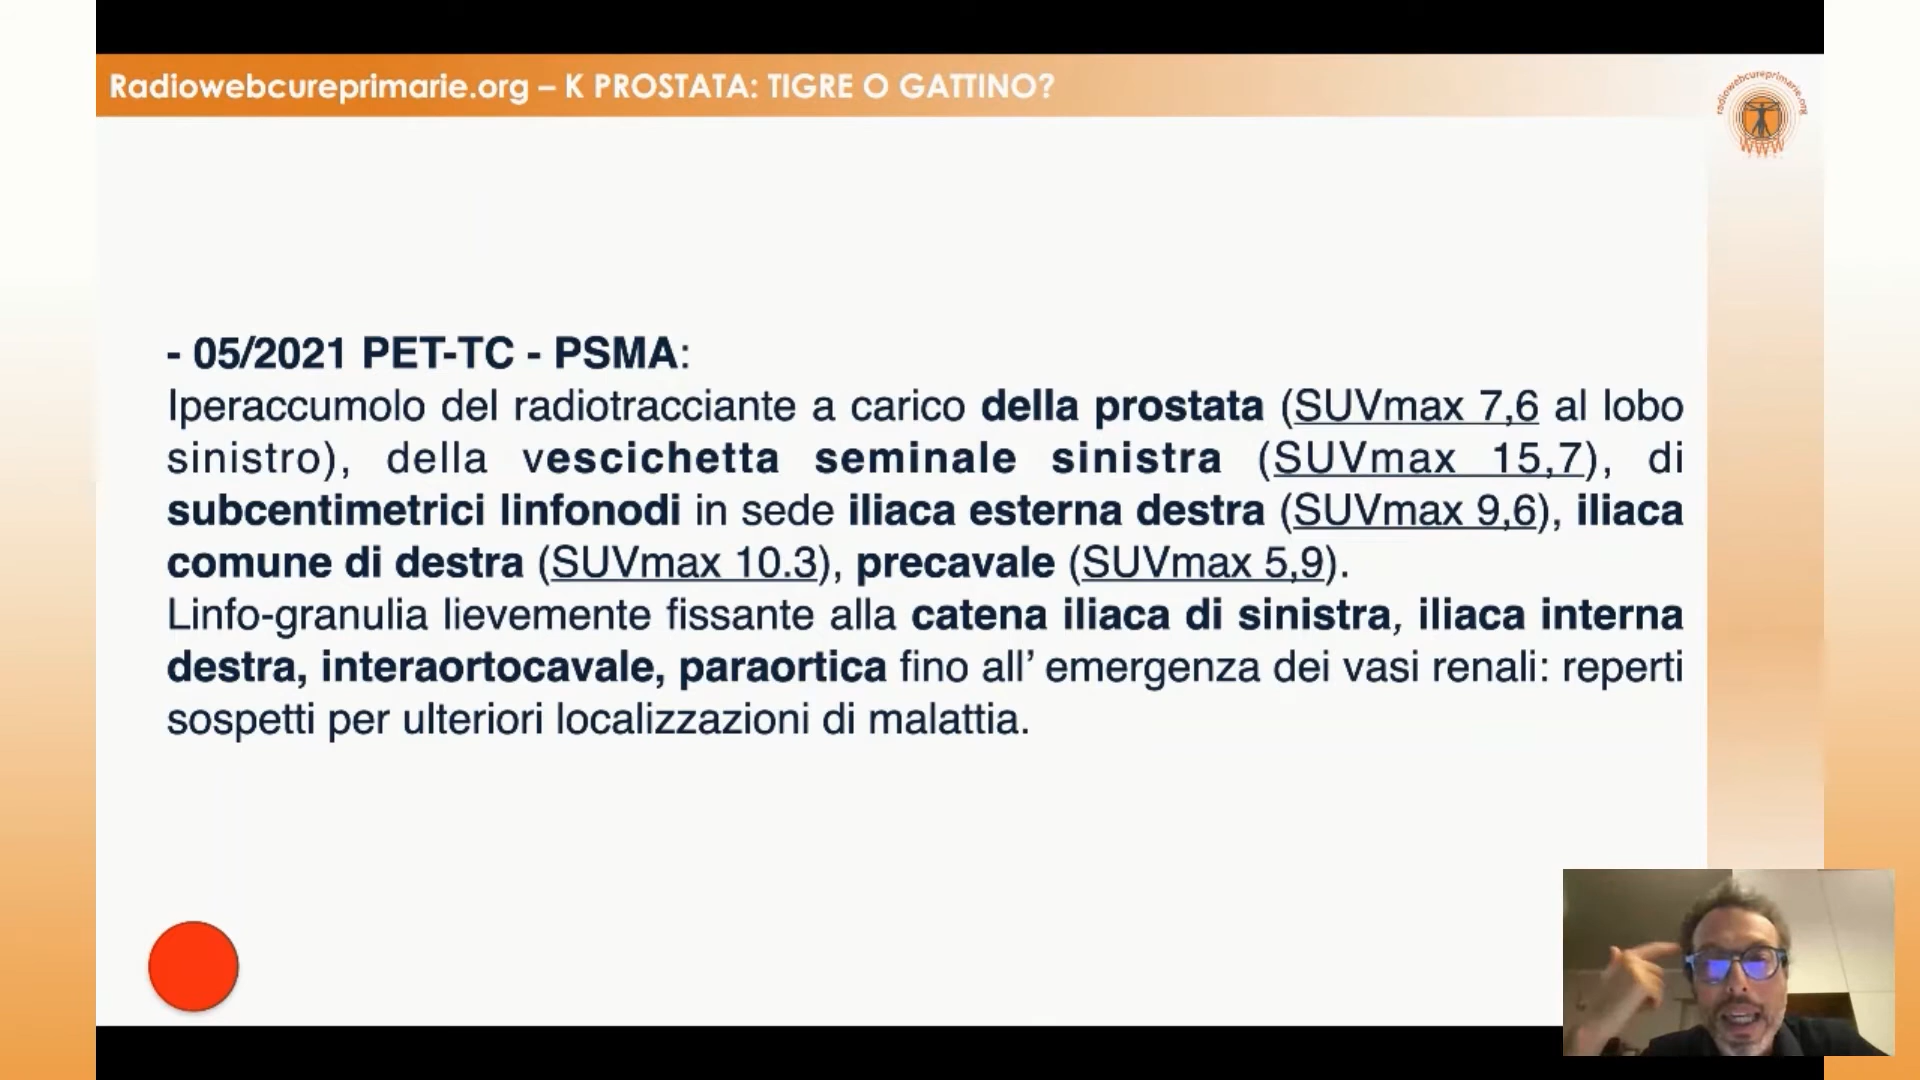 Radiowebcureprimarie.org – K PROSTATA: TIGRE O GATTINO?
radiowebcureprimarie.org
WWW
- 05/2021 PET-TC - PSMA:
Iperaccumolo del radiotracciante a carico della prostata (SUVmax 7,6 al lobo
sinistro), della vescichetta seminale sinistra (SUVmax 15,7), di
subcentimetrici linfonodi in sede iliaca esterna destra (SUVmax 9,6), iliaca
comune di destra (SUVmax 10.3), precavale (SUVmax 5,9).
Linfo-granulia lievemente fissante alla catena iliaca di sinistra, iliaca interna
destra, interaortocavale, paraortica fino all’ emergenza dei vasi renali: reperti
sospetti per ulteriori localizzazioni di malattia.